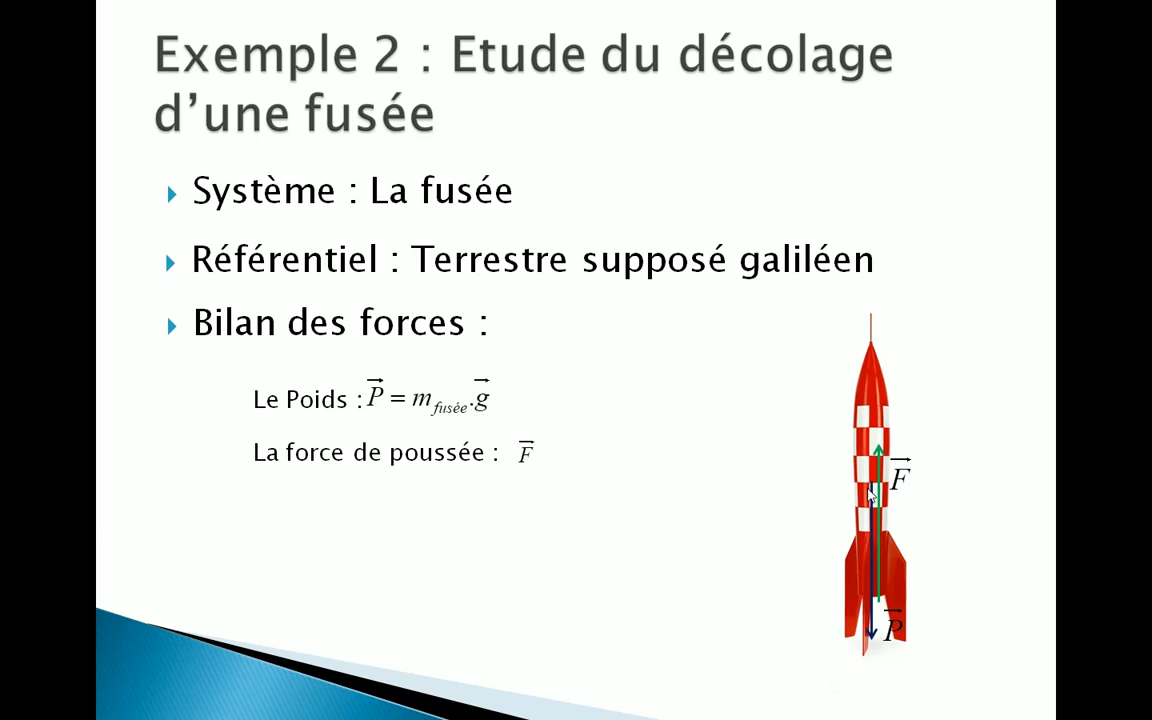 Exemple 2 : Etude du décolage
d’une fusée
Système : La fusée
Référentiel : Terrestre supposé galiléen
Bilan des forces :
Le Poids : P⃗ = m_fusée.g⃗
La force de poussée : F⃗
F⃗
P⃗